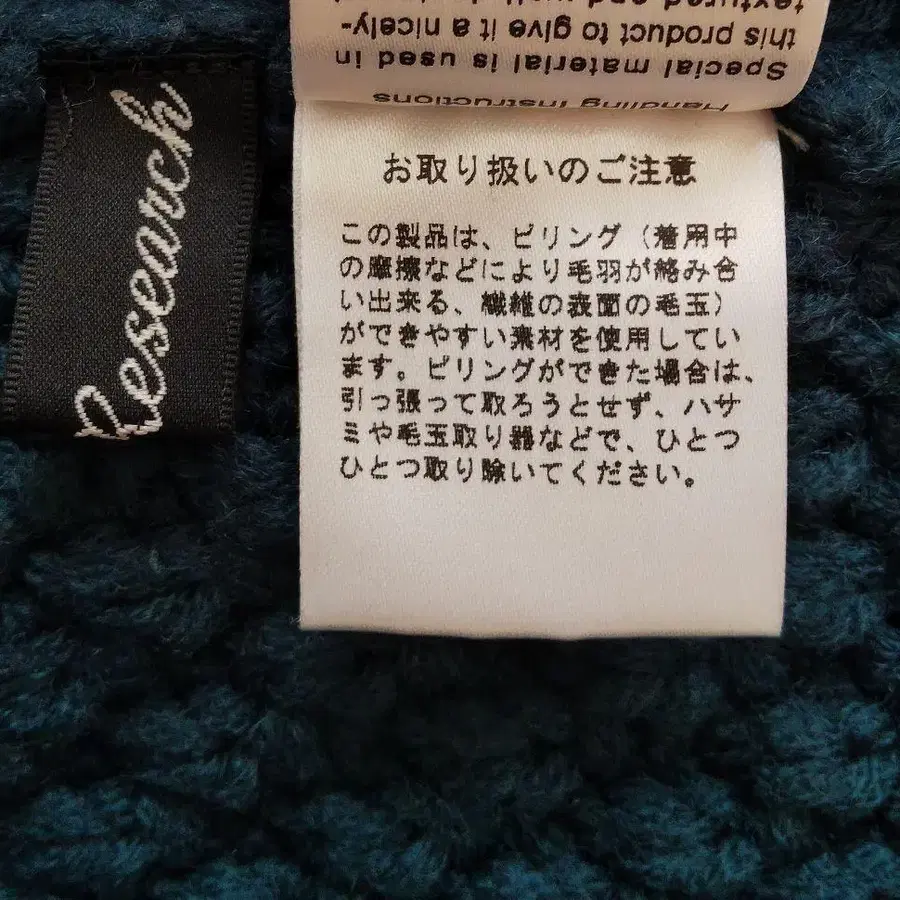 Research
Handling Instructions
Special material is used in
this product to give it a nicely-
textured and
お取り扱いのご注意
この製品は、ピリング（着用中
の摩擦などにより毛羽が絡み合
い出来る、繊維の表面の毛玉）
ができやすい素材を使用してい
ます。ピリングができた場合は、
引っ張って取ろうとせず、ハサ
ミや毛玉取り器などで、ひとつ
ひとつ取り除いてください。